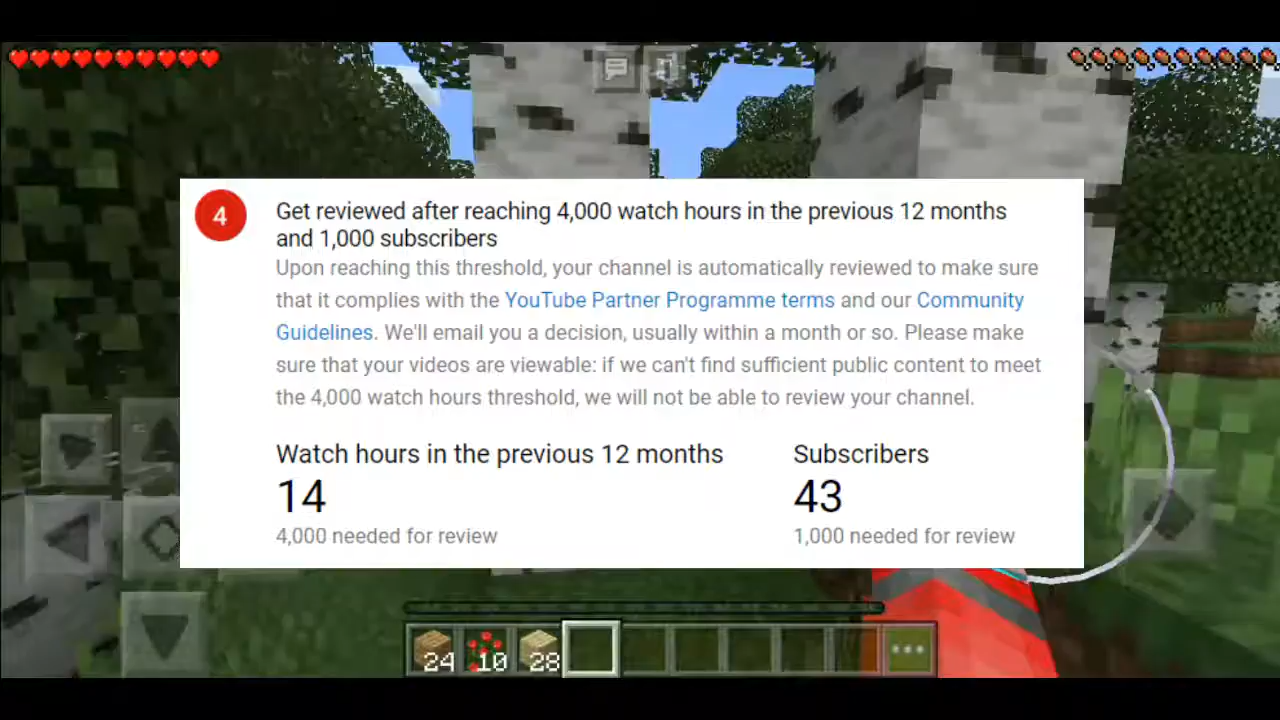 4
Get reviewed after reaching 4,000 watch hours in the previous 12 months
and 1,000 subscribers
Upon reaching this threshold, your channel is automatically reviewed to make sure
that it complies with the YouTube Partner Programme terms and our Community
Guidelines. We'll email you a decision, usually within a month or so. Please make
sure that your videos are viewable: if we can't find sufficient public content to meet
the 4,000 watch hours threshold, we will not be able to review your channel.
Watch hours in the previous 12 months
14
4,000 needed for review
Subscribers
43
1,000 needed for review
24 10 28